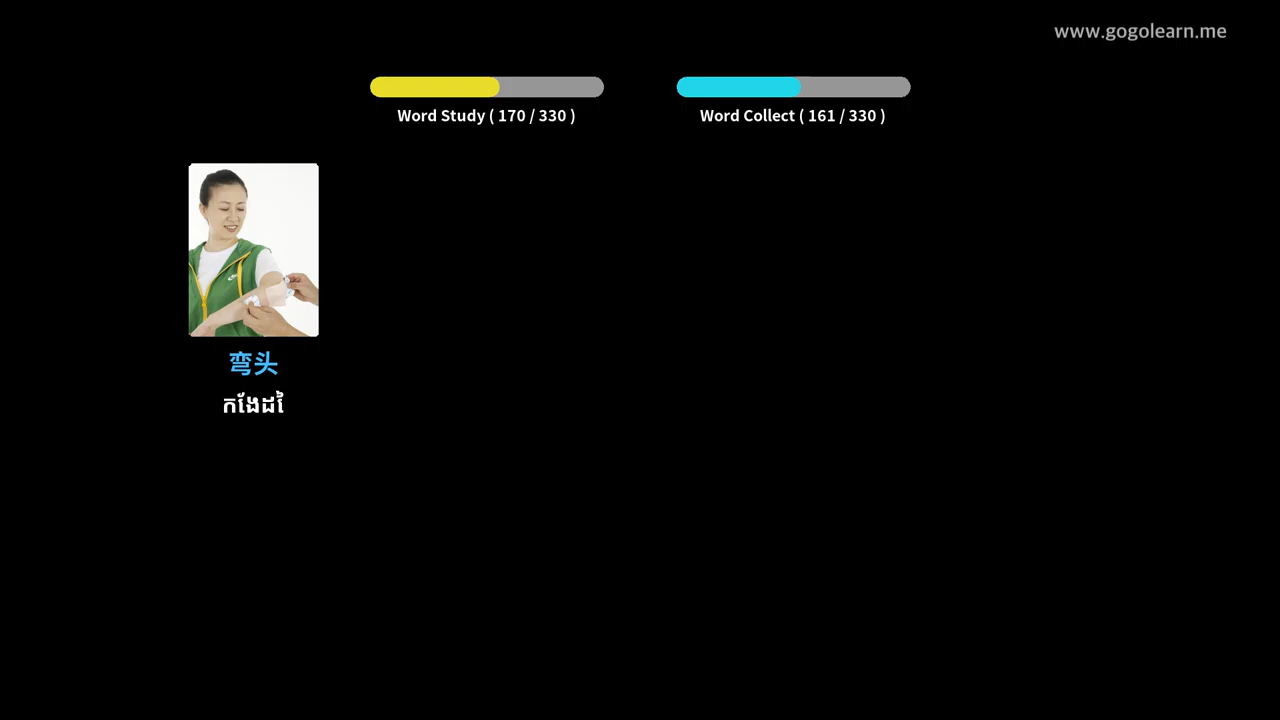 www.gogolearn.me
Word Study ( 170 / 330 )
Word Collect ( 161 / 330 )
弯头
កែងដៃ